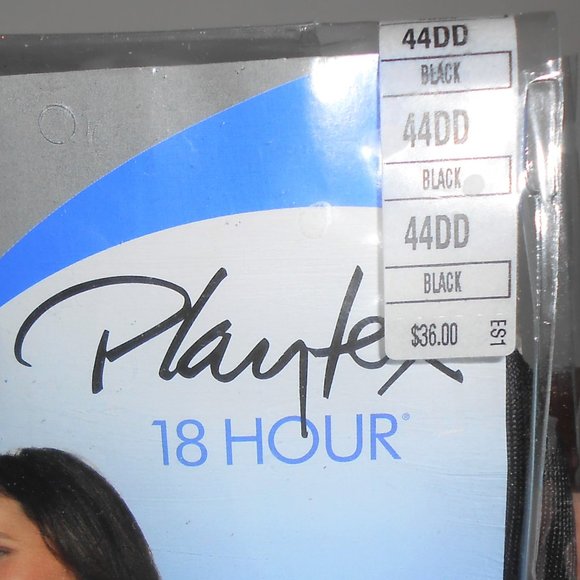 44DD
BLACK
44DD
BLACK
44DD
BLACK
$36.00
ES1
Playtex
18 HOUR®